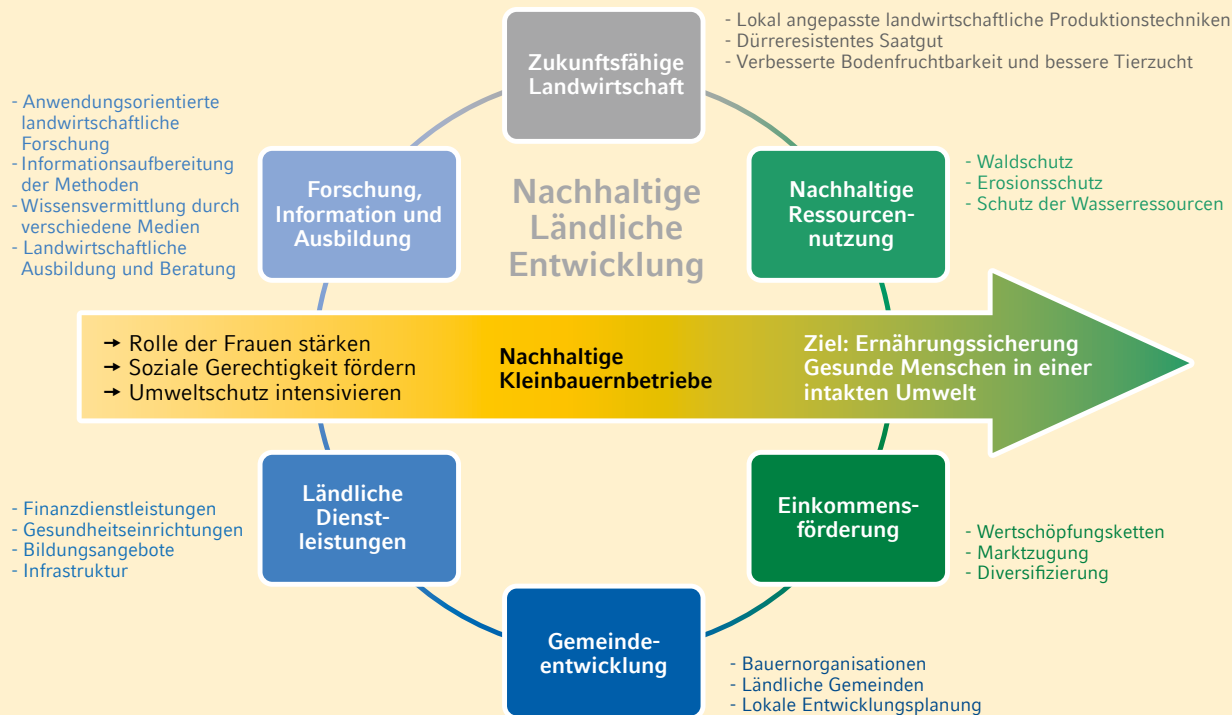 - Lokal angepasste landwirtschaftliche Produktionstechniken
- Dürreresistentes Saatgut
- Verbesserte Bodenfruchtbarkeit und bessere Tierzucht
Zukunftsfähige
Landwirtschaft
- Anwendungsorientierte
landwirtschaftliche
Forschung
- Informationsaufbereitung
der Methoden
- Wissensvermittlung durch
verschiedene Medien
- Landwirtschaftliche
Ausbildung und Beratung
Forschung,
Information und
Ausbildung
Nachhaltige
Ländliche
Entwicklung
Nachhaltige
Ressourcen-
nutzung
- Waldschutz
- Erosionsschutz
- Schutz der Wasserressourcen
→ Rolle der Frauen stärken
→ Soziale Gerechtigkeit fördern
→ Umweltschutz intensivieren
Nachhaltige
Kleinbauernbetriebe
Ziel: Ernährungssicherung
Gesunde Menschen in einer
intakten Umwelt
- Finanzdienstleistungen
- Gesundheitseinrichtungen
- Bildungsangebote
- Infrastruktur
Ländliche
Dienst-
leistungen
Einkommens-
förderung
- Wertschöpfungsketten
- Marktzugung
- Diversifizierung
Gemeinde-
entwicklung
- Bauernorganisationen
- Ländliche Gemeinden
- Lokale Entwicklungsplanung